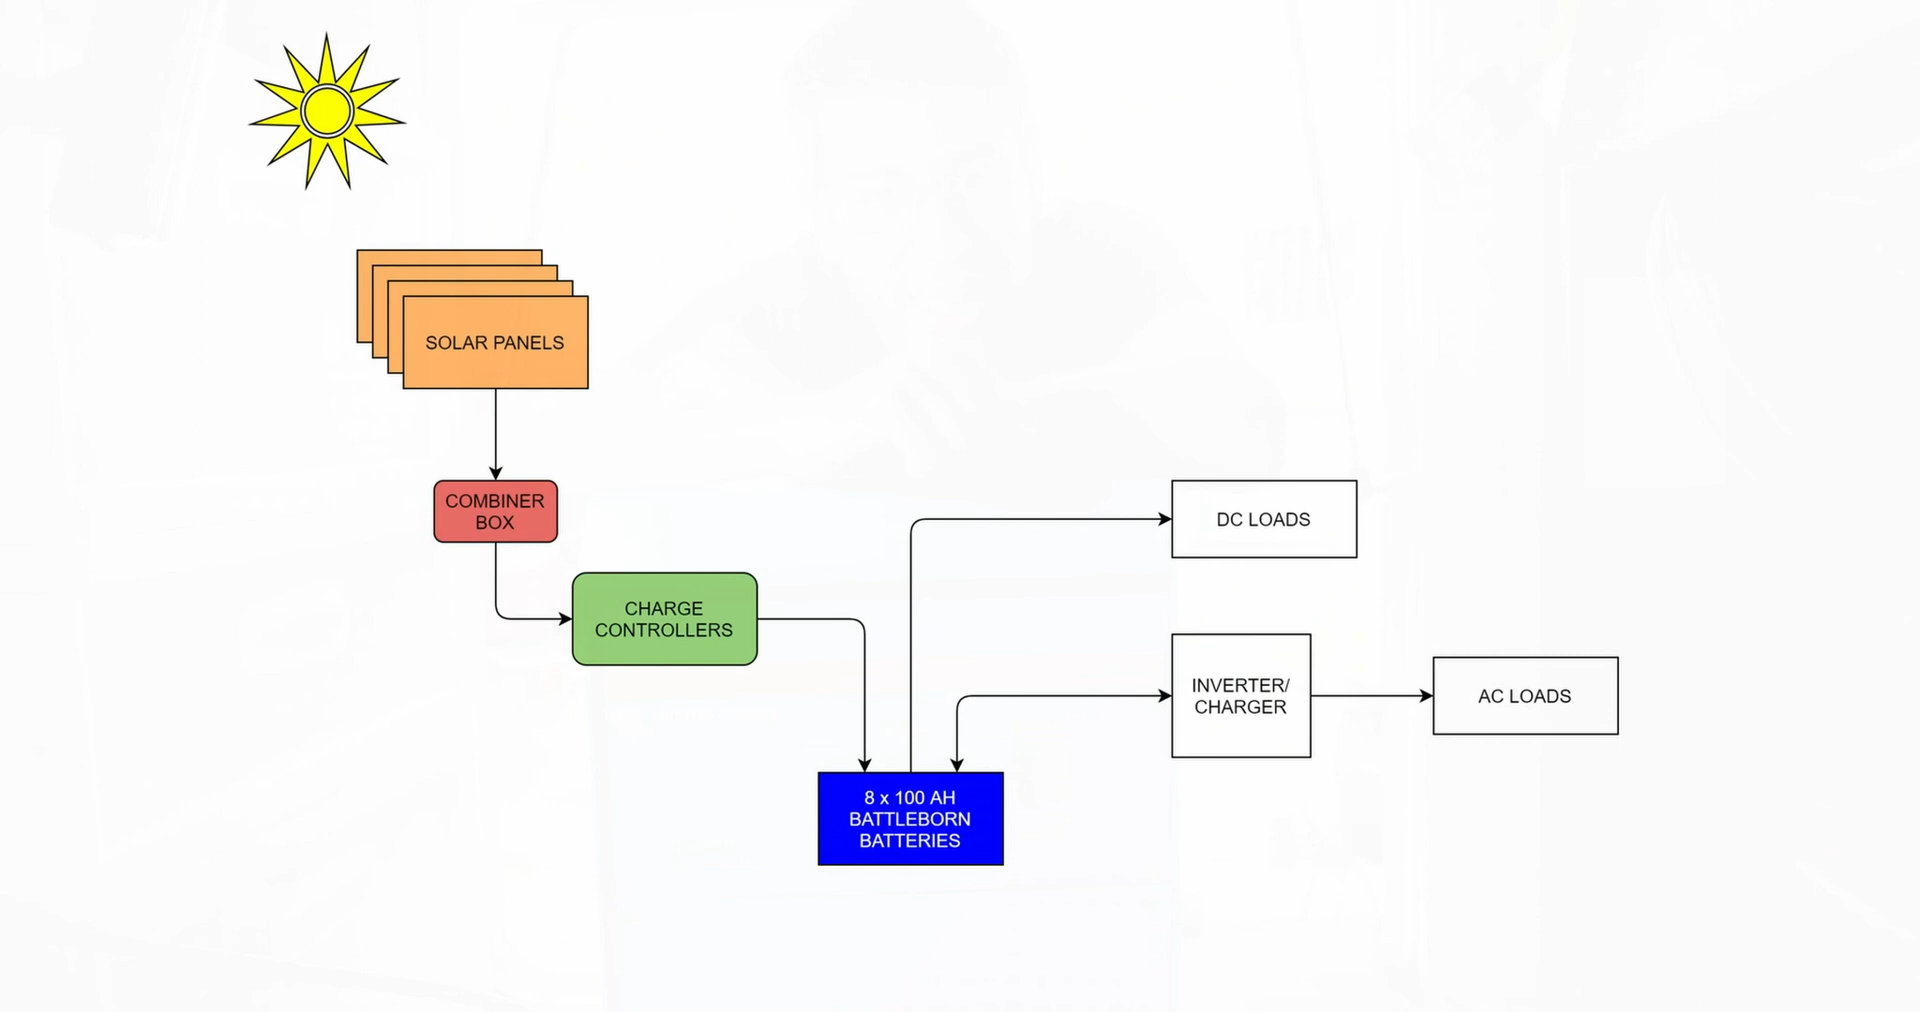 SOLAR PANELS
COMBINER
BOX
CHARGE
CONTROLLERS
DC LOADS
INVERTER/
CHARGER
AC LOADS
8 x 100 AH
BATTLEBORN
BATTERIES